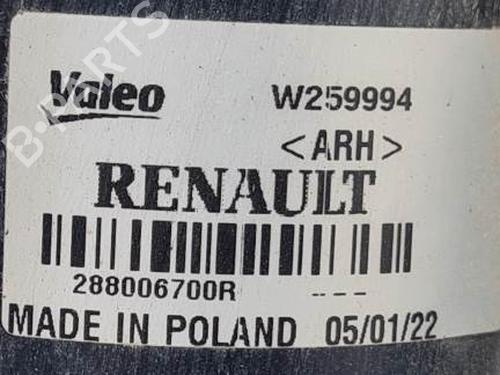 Valeo W259994
<ARH>
RENAULT
288006700R ---
MADE IN POLAND 05/01/22
B-PARTS